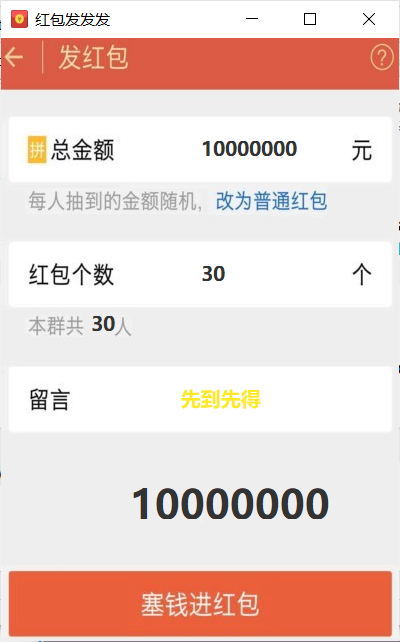 红包发发发
发红包
拼 总金额 10000000 元
每人抽到的金额随机，改为普通红包
红包个数 30 个
本群共 30人
留言 先到先得
10000000
塞钱进红包